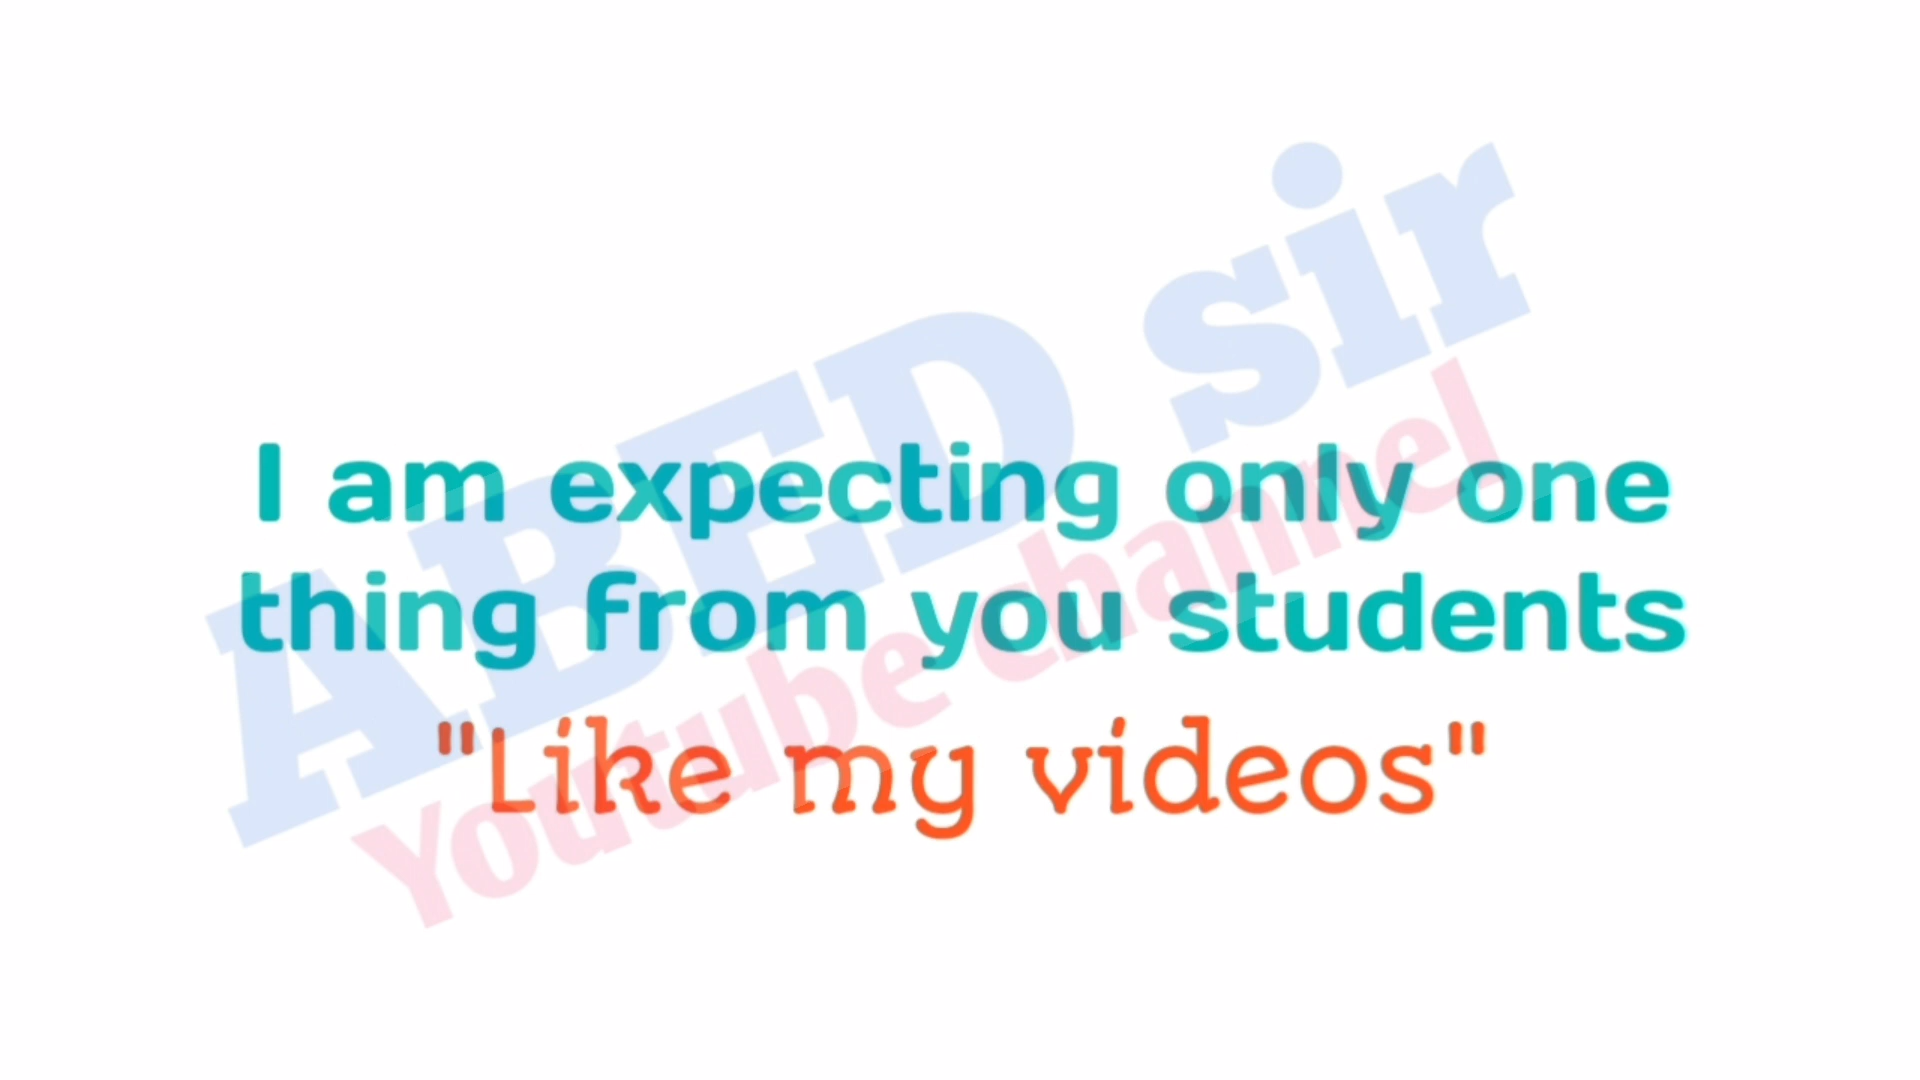 ABED sir
Youtube channel
I am expecting only one
thing from you students
"Like my videos"